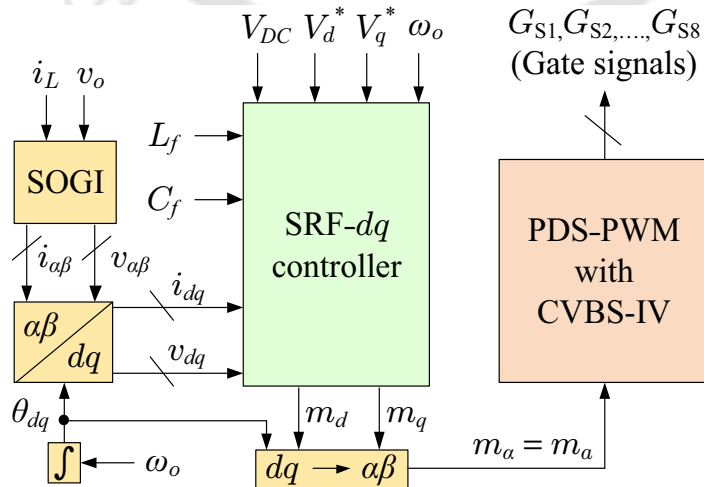 V_DC V_d* V_q* ω_o
G_S1,G_S2,....,G_S8
(Gate signals)
i_L v_o
L_f
SOGI
C_f
SRF-dq
controller
PDS-PWM
with
CVBS-IV
i_αβ v_αβ
i_dq
αβ
dq
v_dq
θ_dq
m_d m_q
∫
ω_o
dq → αβ
m_α = m_a